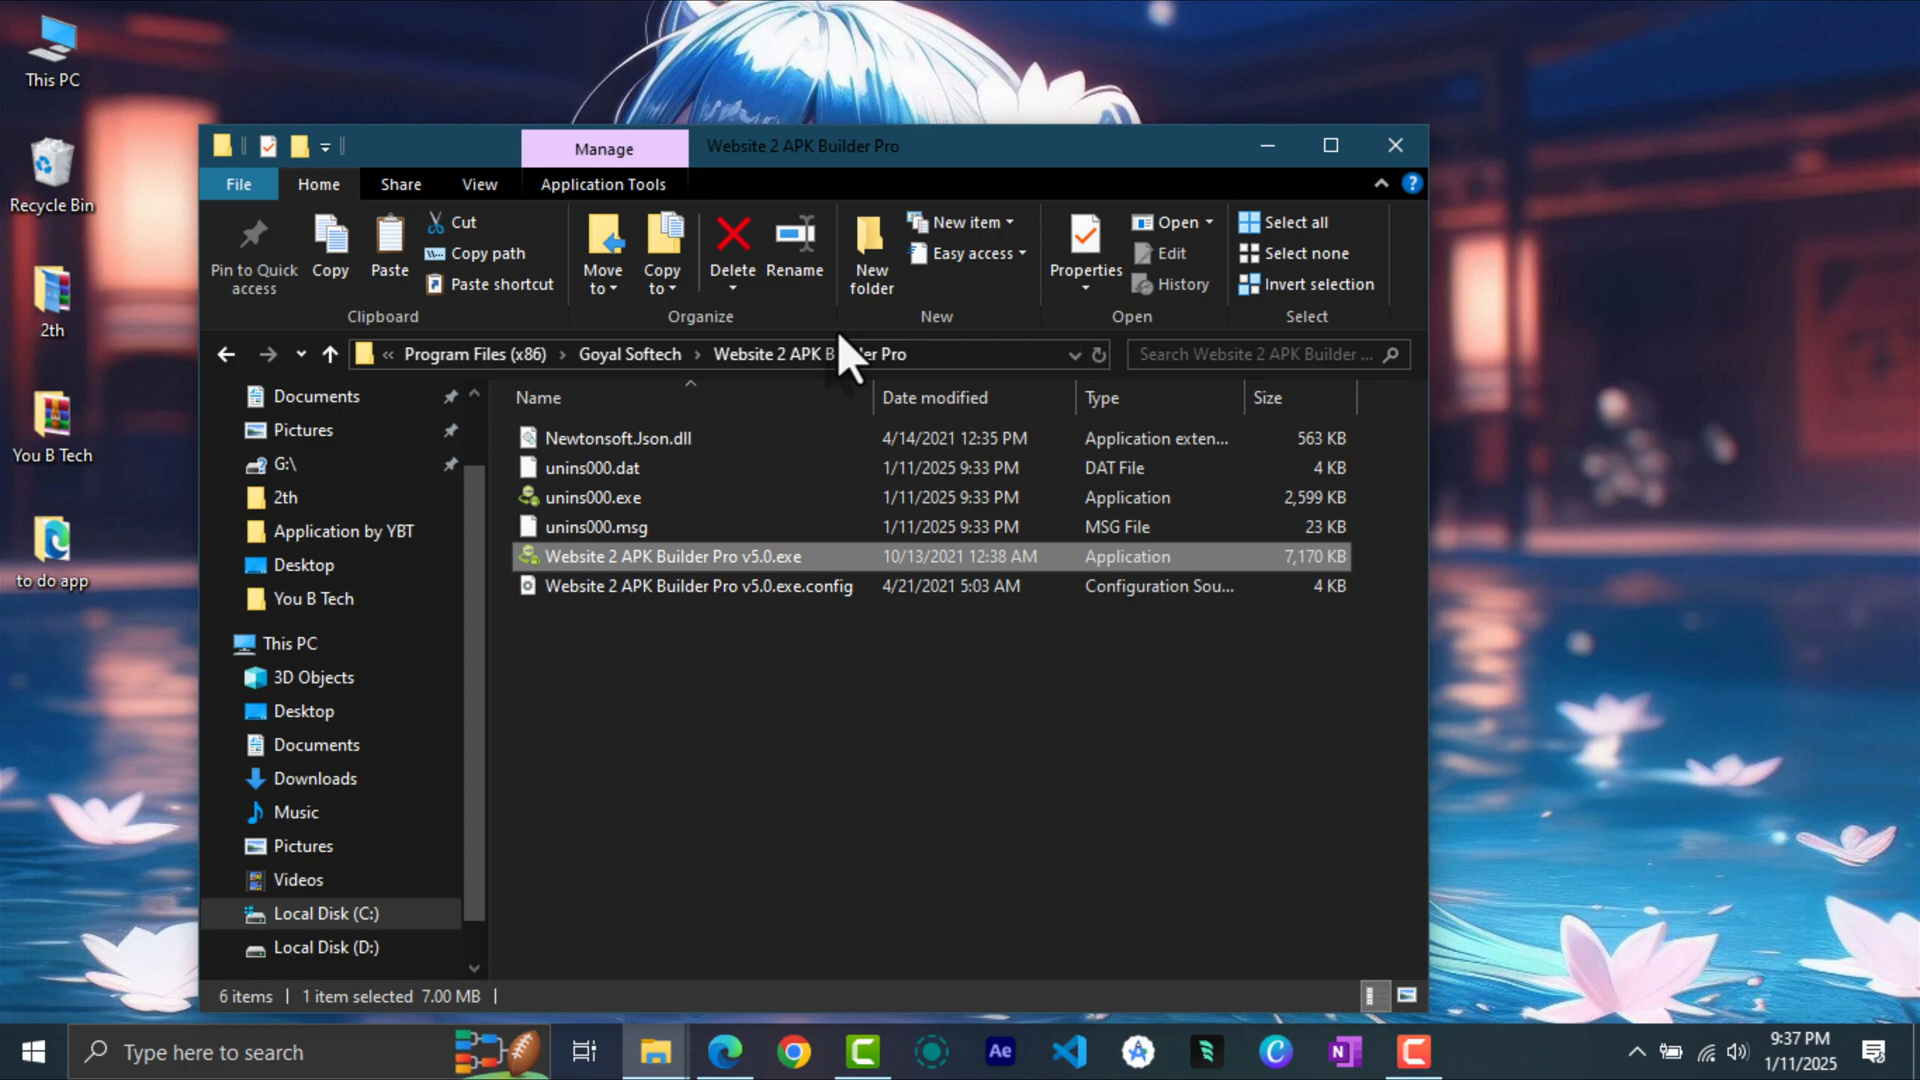 This PC
Recycle Bin
2th
You B Tech
to do app
Manage
Website 2 APK Builder Pro
File
Home
Share
View
Application Tools
Pin to Quick access
Copy
Paste
Cut
Copy path
Paste shortcut
Clipboard
Move to
Copy to
Delete
Rename
Organize
New folder
New item
Easy access
New
Properties
Open
Edit
History
Open
Select all
Select none
Invert selection
Select
« Program Files (x86) › Goyal Softech › Website 2 APK B er Pro
Search Website 2 APK Builder ...
Documents
Pictures
G:\
2th
Application by YBT
Desktop
You B Tech
This PC
3D Objects
Desktop
Documents
Downloads
Music
Pictures
Videos
Local Disk (C:)
Local Disk (D:)
Name Date modified Type Size
Newtonsoft.Json.dll 4/14/2021 12:35 PM Application exten... 563 KB
unins000.dat 1/11/2025 9:33 PM DAT File 4 KB
unins000.exe 1/11/2025 9:33 PM Application 2,599 KB
unins000.msg 1/11/2025 9:33 PM MSG File 23 KB
Website 2 APK Builder Pro v5.0.exe 10/13/2021 12:38 AM Application 7,170 KB
Website 2 APK Builder Pro v5.0.exe.config 4/21/2021 5:03 AM Configuration Sou... 4 KB
6 items 1 item selected 7.00 MB
Type here to search
Ae
N
9:37 PM
1/11/2025